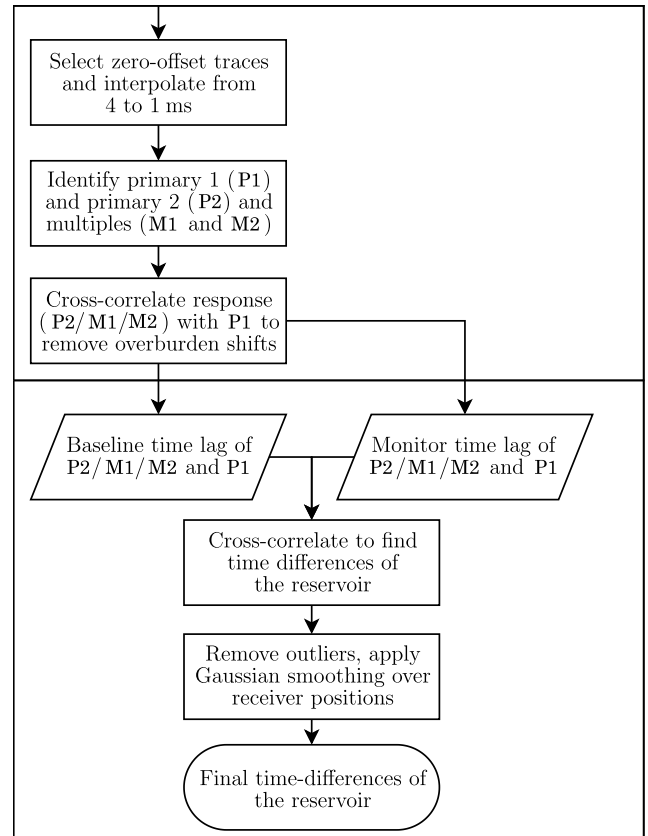 Select zero-offset traces
and interpolate from
4 to 1 ms
Identify primary 1 (P1)
and primary 2 (P2) and
multiples (M1 and M2)
Cross-correlate response
(P2/M1/M2) with P1 to
remove overburden shifts
Baseline time lag of
P2/M1/M2 and P1
Monitor time lag of
P2/M1/M2 and P1
Cross-correlate to find
time differences of
the reservoir
Remove outliers, apply
Gaussian smoothing over
receiver positions
Final time-differences of
the reservoir